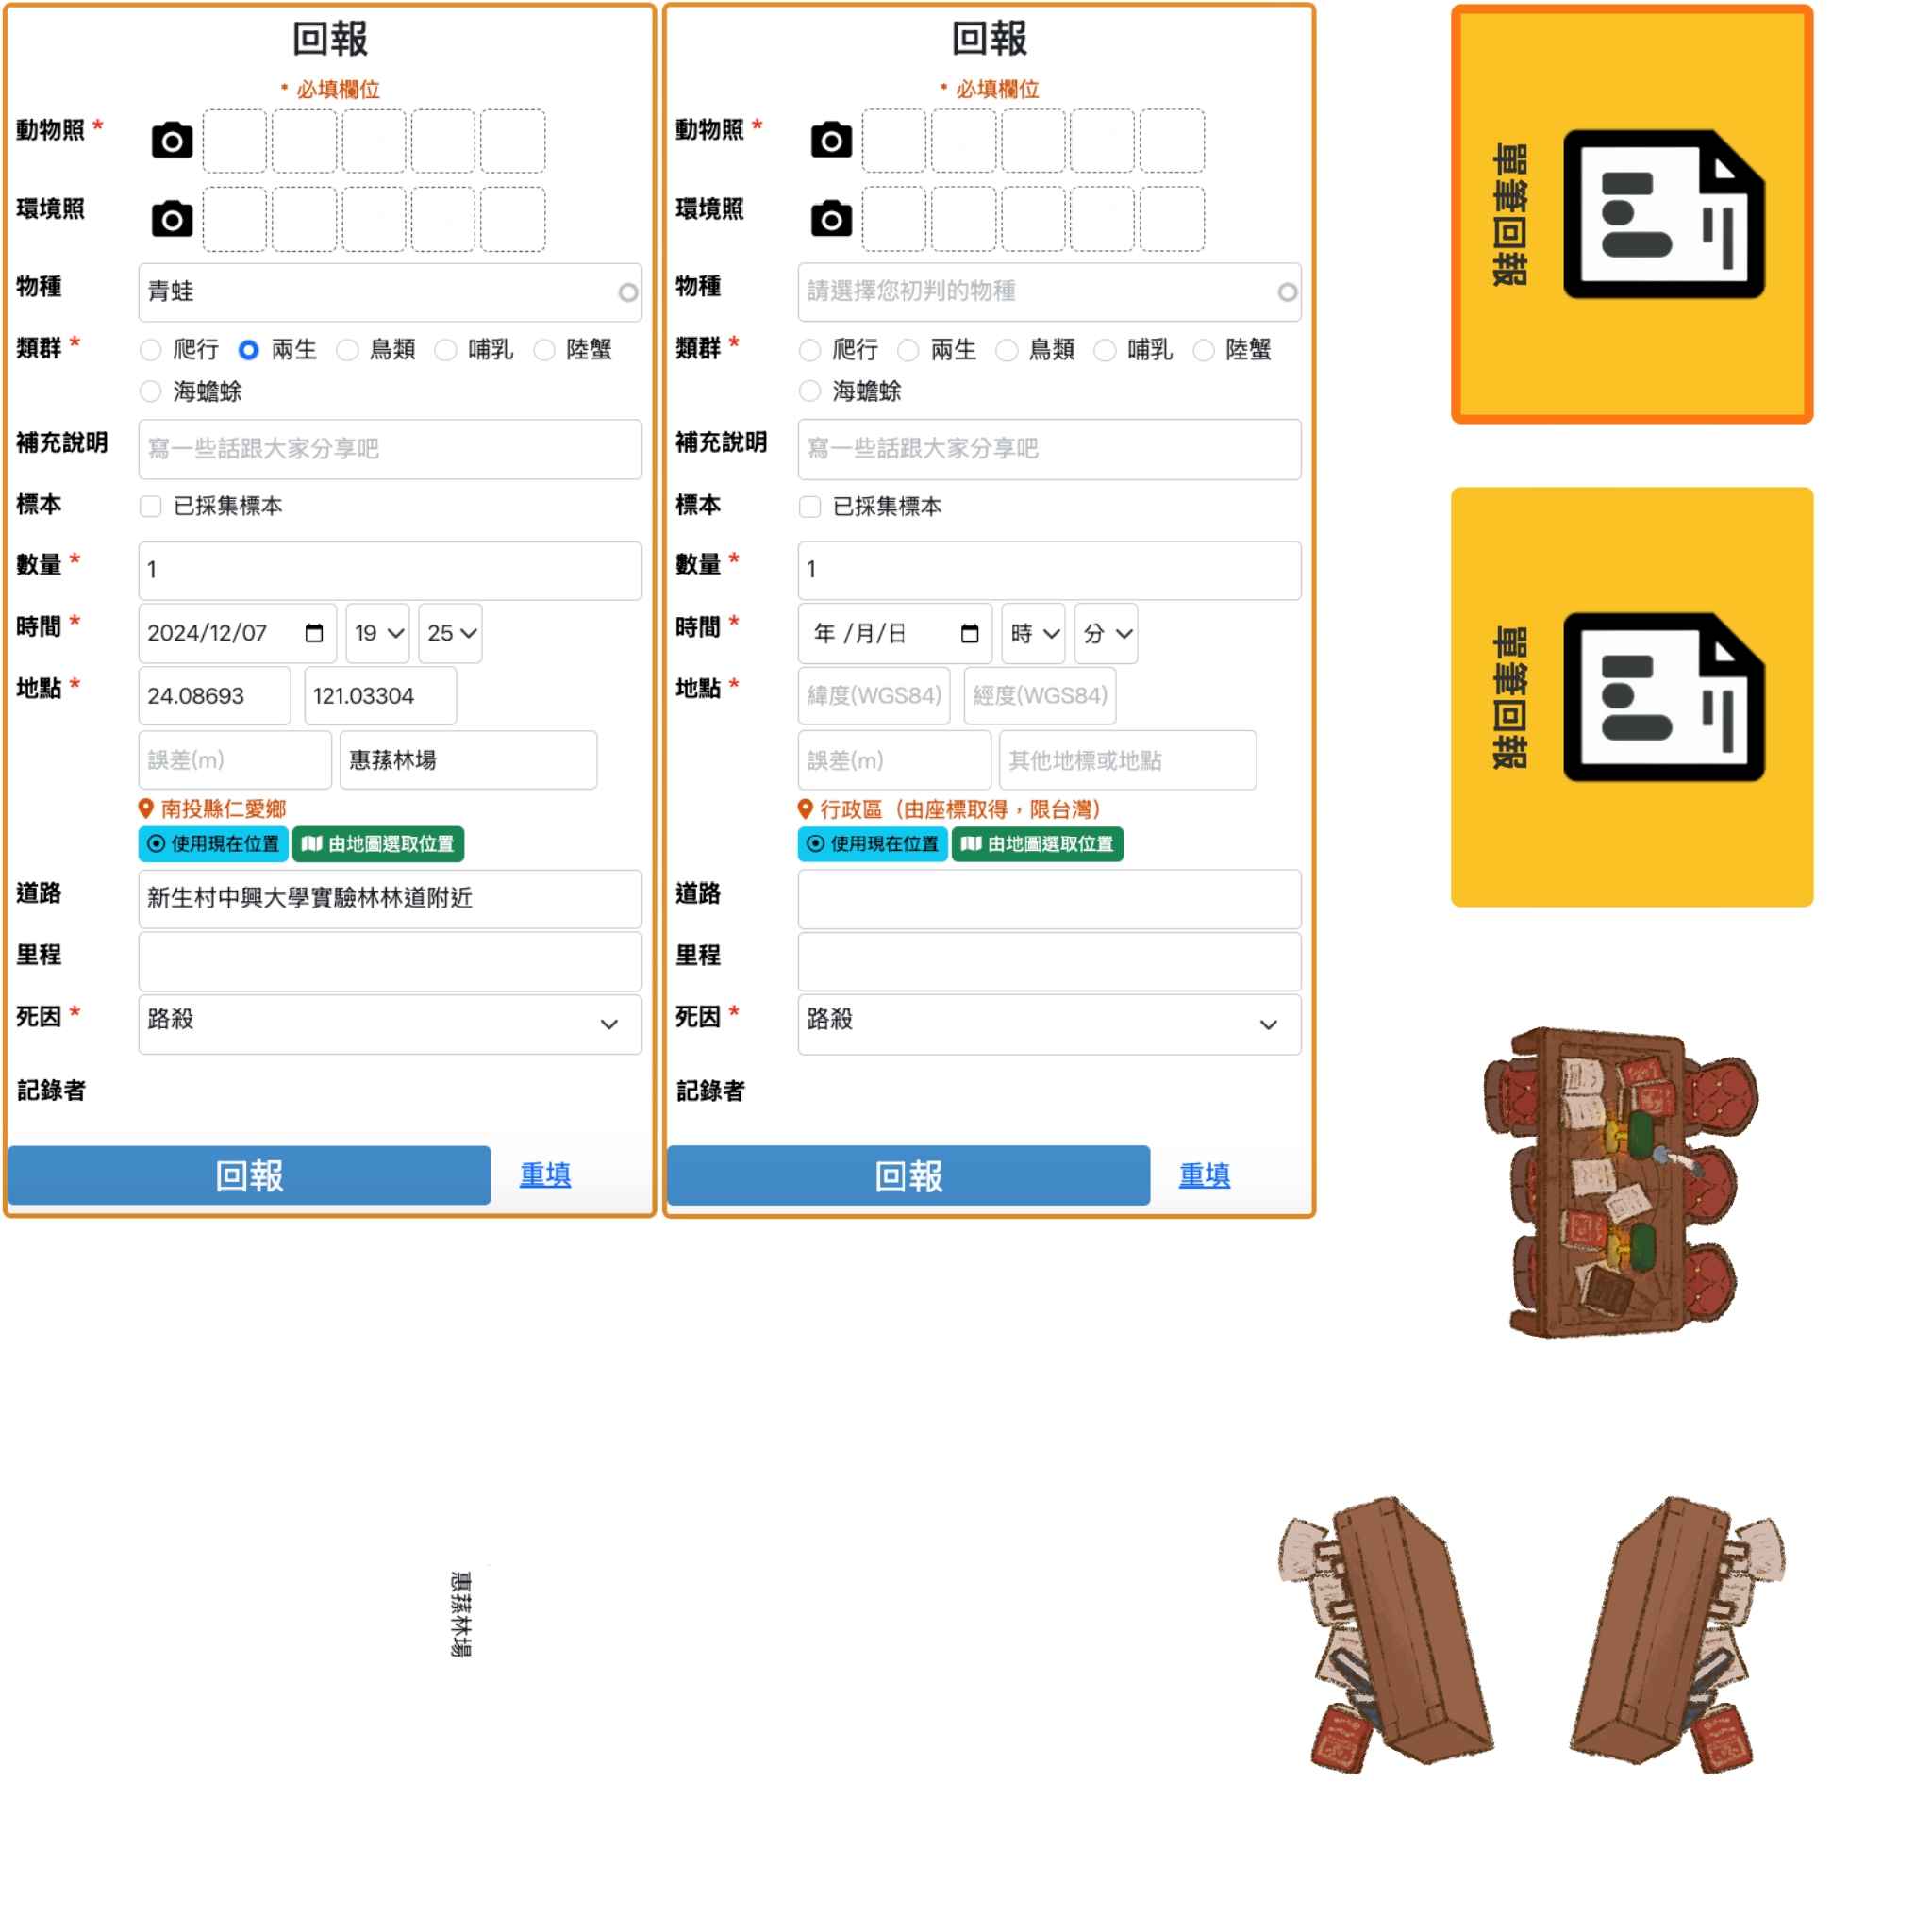 回報
* 必填欄位
動物照 *
環境照
物種 青蛙
類群 * 爬行 兩生 鳥類 哺乳 陸蟹
海蟾蜍
補充說明 寫一些話跟大家分享吧
標本 已採集標本
數量 * 1
時間 * 2024/12/07 19 25
地點 * 24.08693 121.03304
誤差(m) 惠蓀林場
南投縣仁愛鄉
使用現在位置 由地圖選取位置
道路 新生村中興大學實驗林林道附近
里程
死因 * 路殺
記錄者
回報 重填
回報
* 必填欄位
動物照 *
環境照
物種 請選擇您初判的物種
類群 * 爬行 兩生 鳥類 哺乳 陸蟹
海蟾蜍
補充說明 寫一些話跟大家分享吧
標本 已採集標本
數量 * 1
時間 * 年 /月/日 時 分
地點 * 緯度(WGS84) 經度(WGS84)
誤差(m) 其他地標或地點
行政區（由座標取得，限台灣）
使用現在位置 由地圖選取位置
道路
里程
死因 * 路殺
記錄者
回報 重填
單筆回報
單筆回報
惠蓀林場